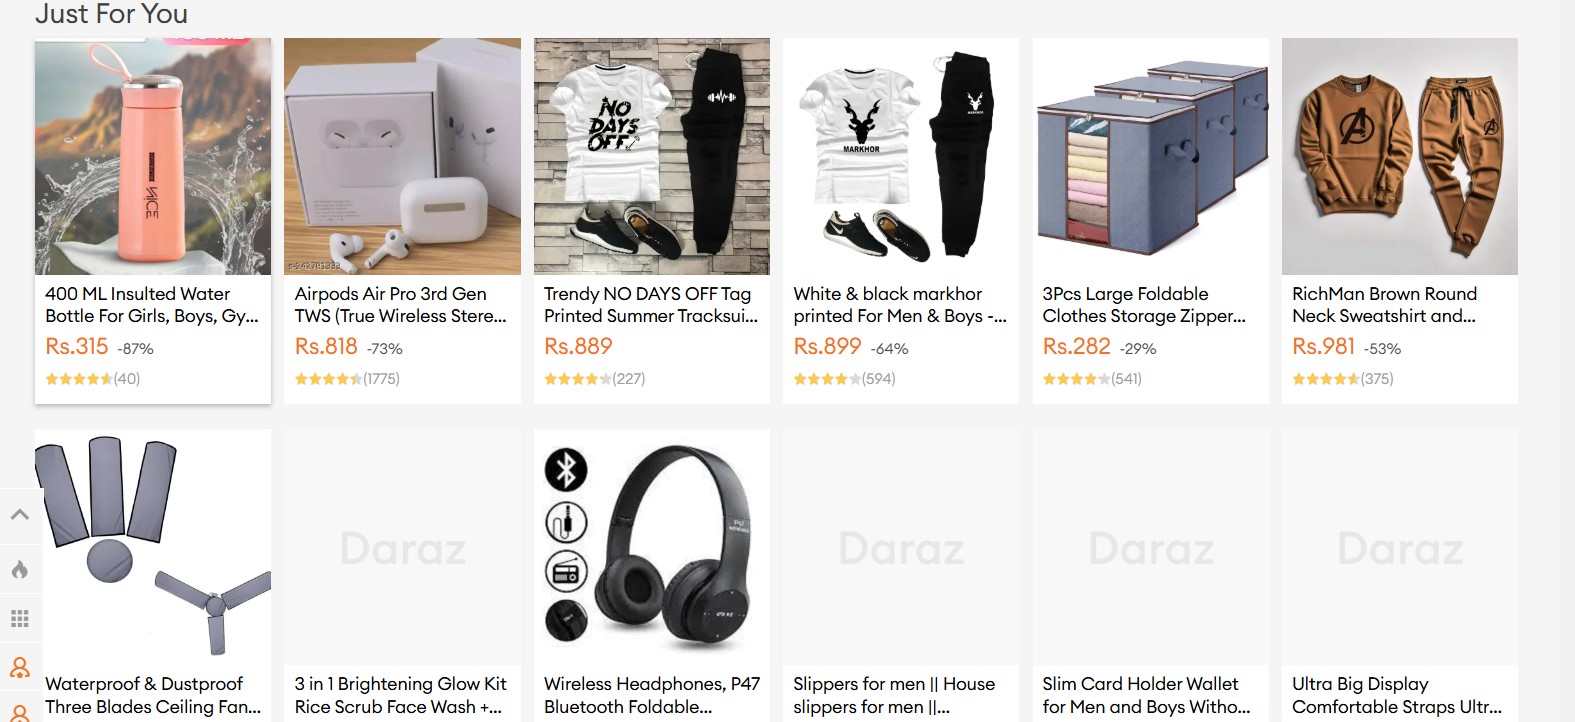 Just For You
NICE
NO
DAYS
OFF
MARKHOR
MARKHOR
400 ML Insulted Water
Bottle For Girls, Boys, Gy...
Rs.315 -87%
(40)
Airpods Air Pro 3rd Gen
TWS (True Wireless Stere...
Rs.818 -73%
(1775)
Trendy NO DAYS OFF Tag
Printed Summer Tracksui...
Rs.889
(227)
White & black markhor
printed For Men & Boys -...
Rs.899 -64%
(594)
3Pcs Large Foldable
Clothes Storage Zipper...
Rs.282 -29%
(541)
RichMan Brown Round
Neck Sweatshirt and...
Rs.981 -53%
(375)
Daraz
P47
wireless
Daraz
Daraz
Daraz
Waterproof & Dustproof
Three Blades Ceiling Fan...
3 in 1 Brightening Glow Kit
Rice Scrub Face Wash +...
Wireless Headphones, P47
Bluetooth Foldable...
Slippers for men || House
slippers for men ||...
Slim Card Holder Wallet
for Men and Boys Witho...
Ultra Big Display
Comfortable Straps Ultr...